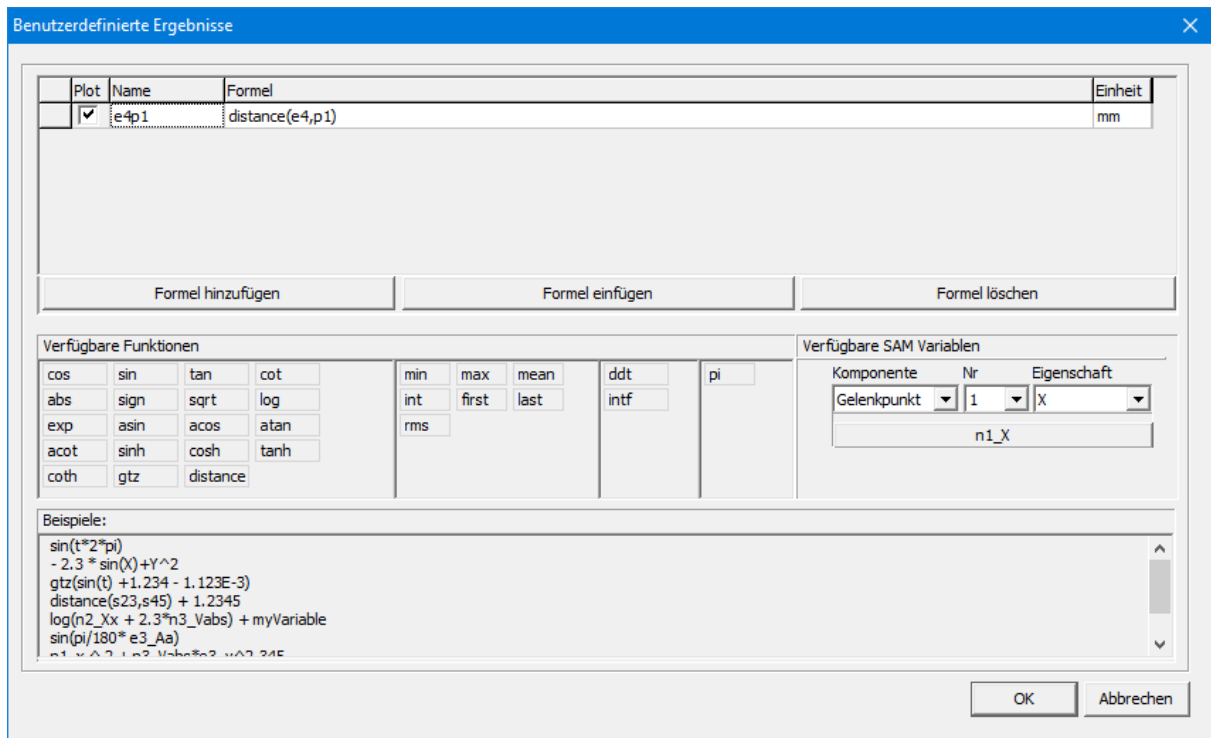 Benutzerdefinierte Ergebnisse
Plot Name Formel Einheit
e4p1 distance(e4,p1) mm
Formel hinzufügen Formel einfügen Formel löschen
Verfügbare Funktionen Verfügbare SAM Variablen
cos sin tan cot min max mean ddt pi Komponente Nr Eigenschaft
abs sign sqrt log int first last intf Gelenkpunkt 1 X
exp asin acos atan rms n1_X
acot sinh cosh tanh
coth gtz distance
Beispiele:
sin(t*2*pi)
- 2.3 * sin(X)+Y^2
gtz(sin(t) +1.234 - 1.123E-3)
distance(s23,s45) + 1.2345
log(n2_Xx + 2.3*n3_Vabs) + myVariable
sin(pi/180* e3_Aa)
OK Abbrechen